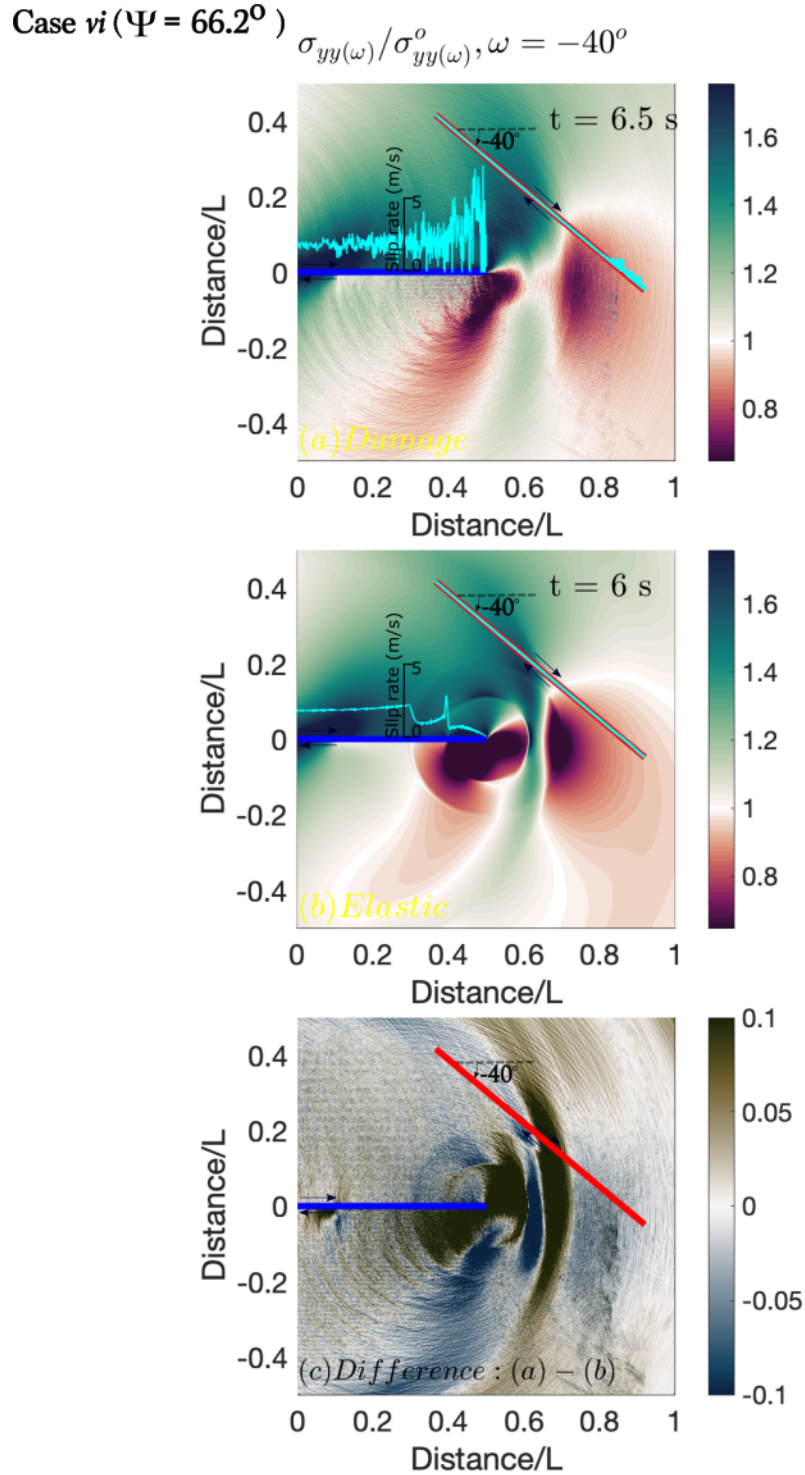 Case vi (Ψ = 66.2°)
σyy(ω)/σ°yy(ω), ω = −40°
0.4
0.2
0
-0.2
-0.4
Distance/L
t = 6.5 s
-40°
Slip rate (m/s)
5
0
(a)Damage
0 0.2 0.4 0.6 0.8 1
Distance/L
1.6
1.4
1.2
1
0.8
0.4
0.2
0
-0.2
-0.4
Distance/L
t = 6 s
-40°
Slip rate (m/s)
5
0
(b)Elastic
0 0.2 0.4 0.6 0.8 1
Distance/L
1.6
1.4
1.2
1
0.8
0.4
0.2
0
-0.2
-0.4
Distance/L
-40°
(c)Difference : (a) − (b)
0 0.2 0.4 0.6 0.8 1
Distance/L
0.1
0.05
0
-0.05
-0.1